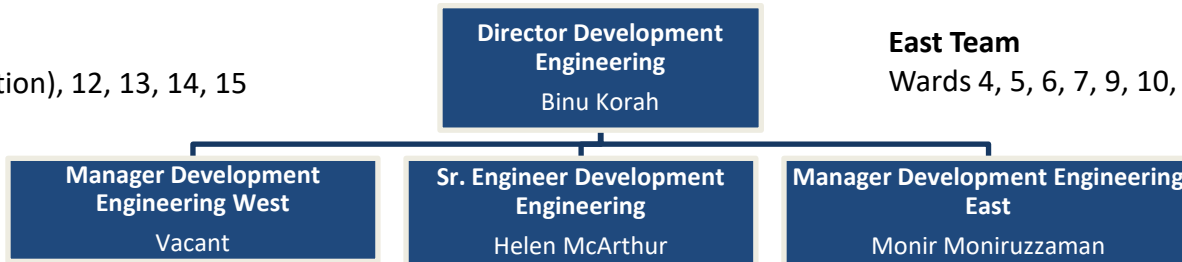 Director Development
Engineering
Binu Korah
East Team
Wards 4, 5, 6, 7, 9, 10,
12, 13, 14, 15
Manager Development
Engineering West
Vacant
Sr. Engineer Development
Engineering
Helen McArthur
Manager Development Engineering
East
Monir Moniruzzaman